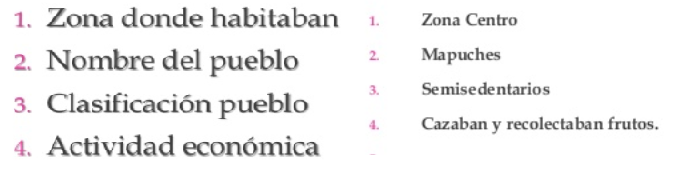 1. Zona donde habitaban
2. Nombre del pueblo
3. Clasificación pueblo
4. Actividad económica
1. Zona Centro
2. Mapuches
3. Semisedentarios
4. Cazaban y recolectaban frutos.